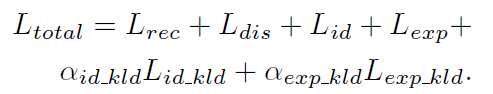 L_{total} = L_{rec} + L_{dis} + L_{id} + L_{exp} +
α_{id_kld} L_{id_kld} + α_{exp_kld} L_{exp_kld}.